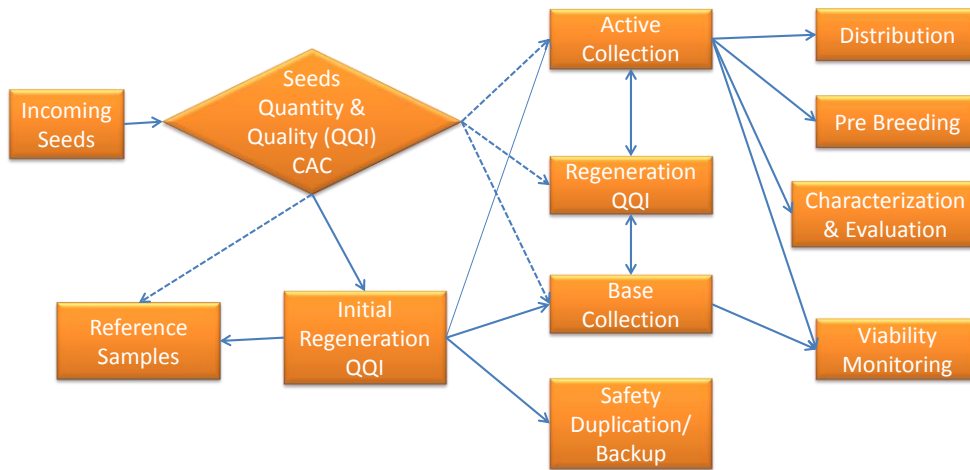 Incoming
Seeds
Seeds
Quantity &
Quality (QQI)
CAC
Reference
Samples
Initial
Regeneration
QQI
Active
Collection
Regeneration
QQI
Base
Collection
Safety
Duplication/
Backup
Distribution
Pre Breeding
Characterization
& Evaluation
Viability
Monitoring